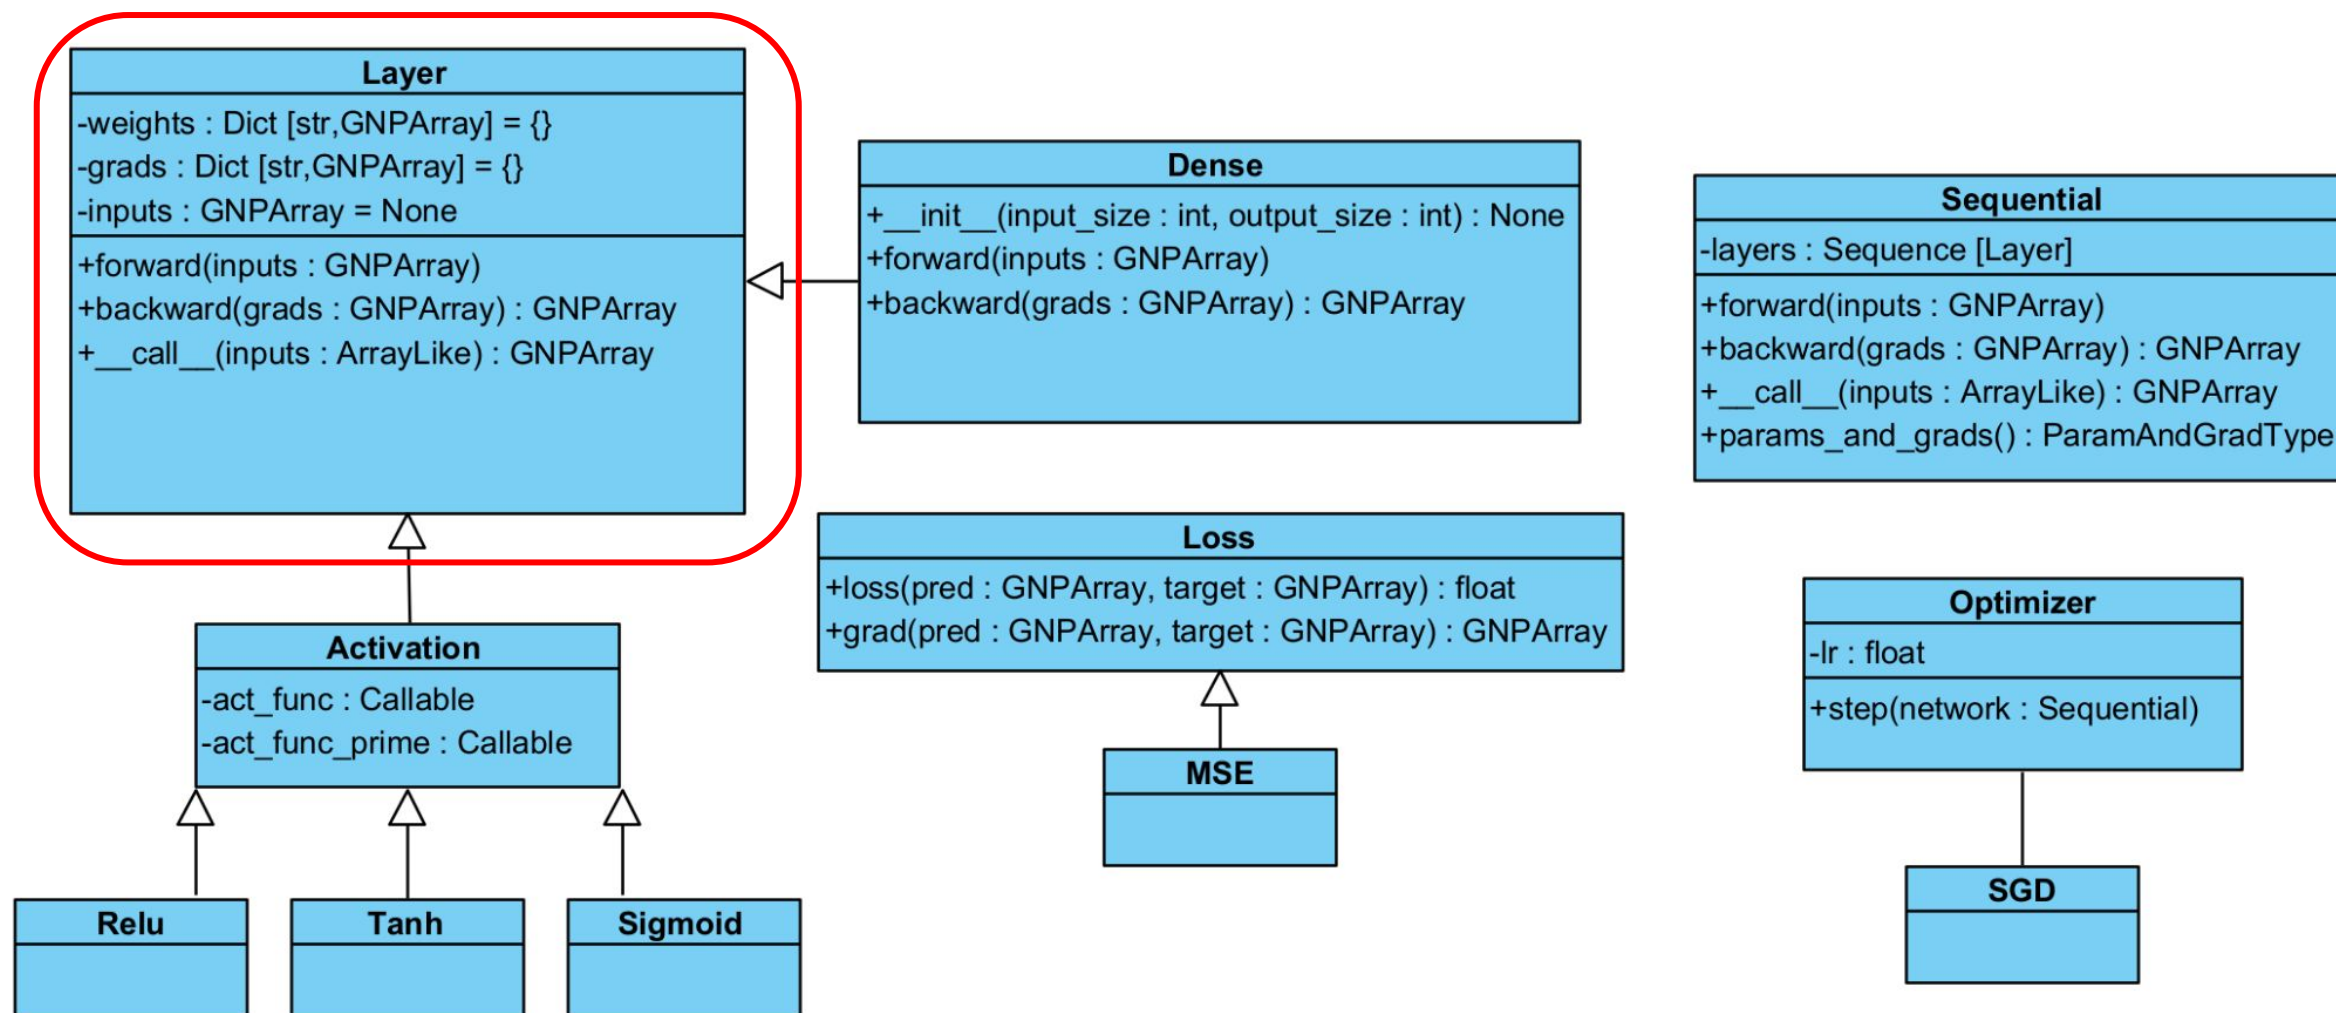 Layer
-weights : Dict [str,GNPArray] = {}
-grads : Dict [str,GNPArray] = {}
-inputs : GNPArray = None
+forward(inputs : GNPArray)
+backward(grads : GNPArray) : GNPArray
+__call__(inputs : ArrayLike) : GNPArray
Dense
+__init__(input_size : int, output_size : int) : None
+forward(inputs : GNPArray)
+backward(grads : GNPArray) : GNPArray
Sequential
-layers : Sequence [Layer]
+forward(inputs : GNPArray)
+backward(grads : GNPArray) : GNPArray
+__call__(inputs : ArrayLike) : GNPArray
+params_and_grads() : ParamAndGradType
Loss
+loss(pred : GNPArray, target : GNPArray) : float
+grad(pred : GNPArray, target : GNPArray) : GNPArray
Optimizer
-lr : float
+step(network : Sequential)
Activation
-act_func : Callable
-act_func_prime : Callable
MSE
SGD
Relu
Tanh
Sigmoid